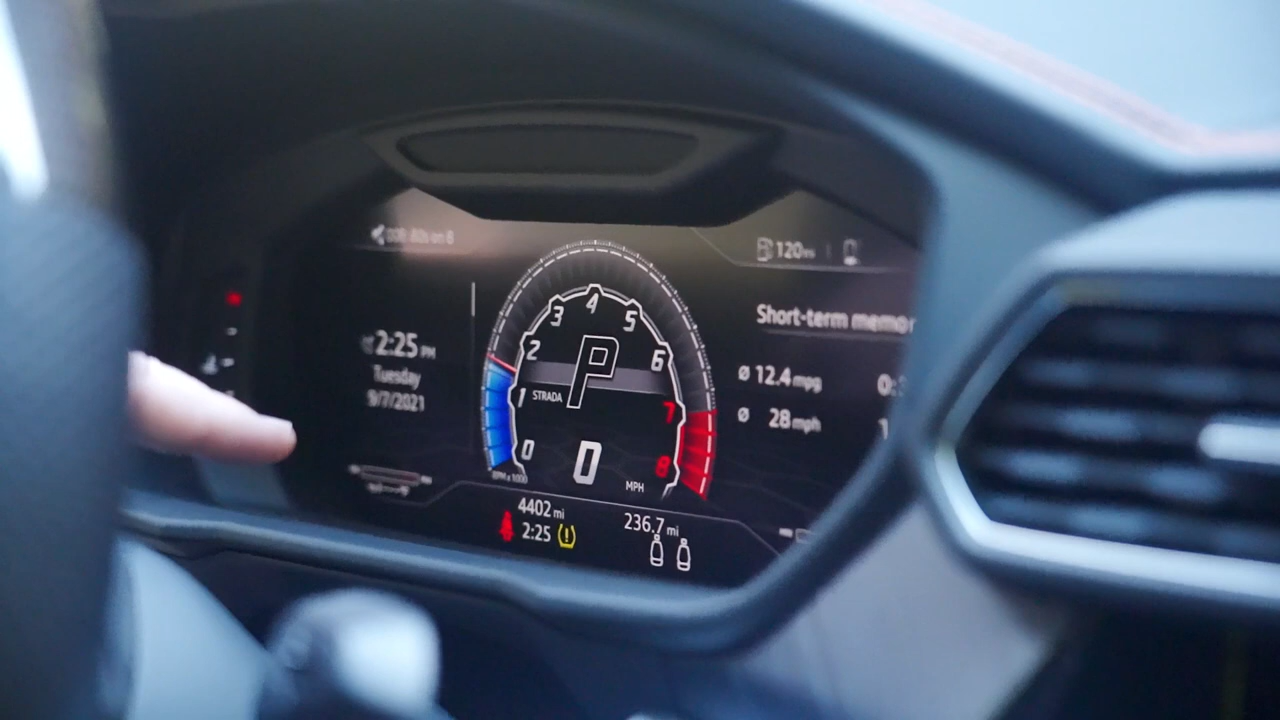 120 mi
2:25 PM
Tuesday
9/7/2021
Short-term memo
Ø 12.4 mpg
Ø 28 mph
0 1 2 3 4 5 6 7 8
P
STRADA
0
MPH
RPM x 1000
4402 mi
2:25
236.7 mi